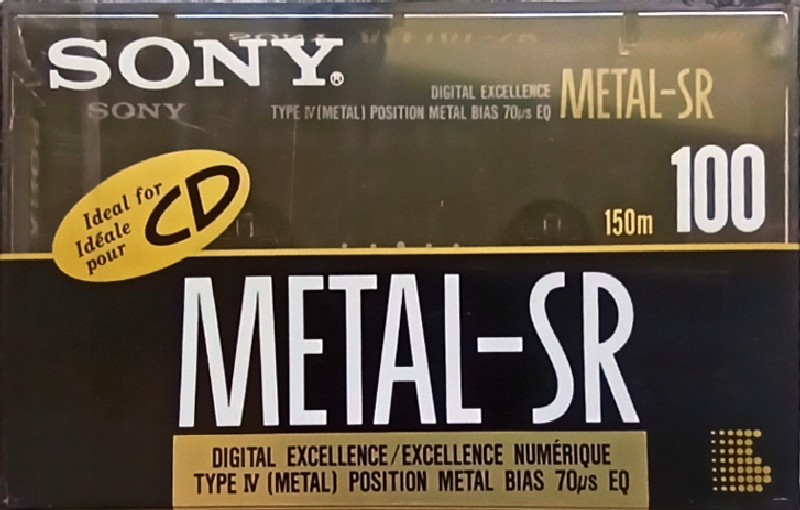 SONY®
SONY
DIGITAL EXCELLENCE
TYPE IV (METAL) POSITION METAL BIAS 70µs EQ
METAL-SR
Ideal for
Idéale
pour
CD
150m
100
METAL-SR
DIGITAL EXCELLENCE/EXCELLENCE NUMÉRIQUE
TYPE IV (METAL) POSITION METAL BIAS 70µs EQ